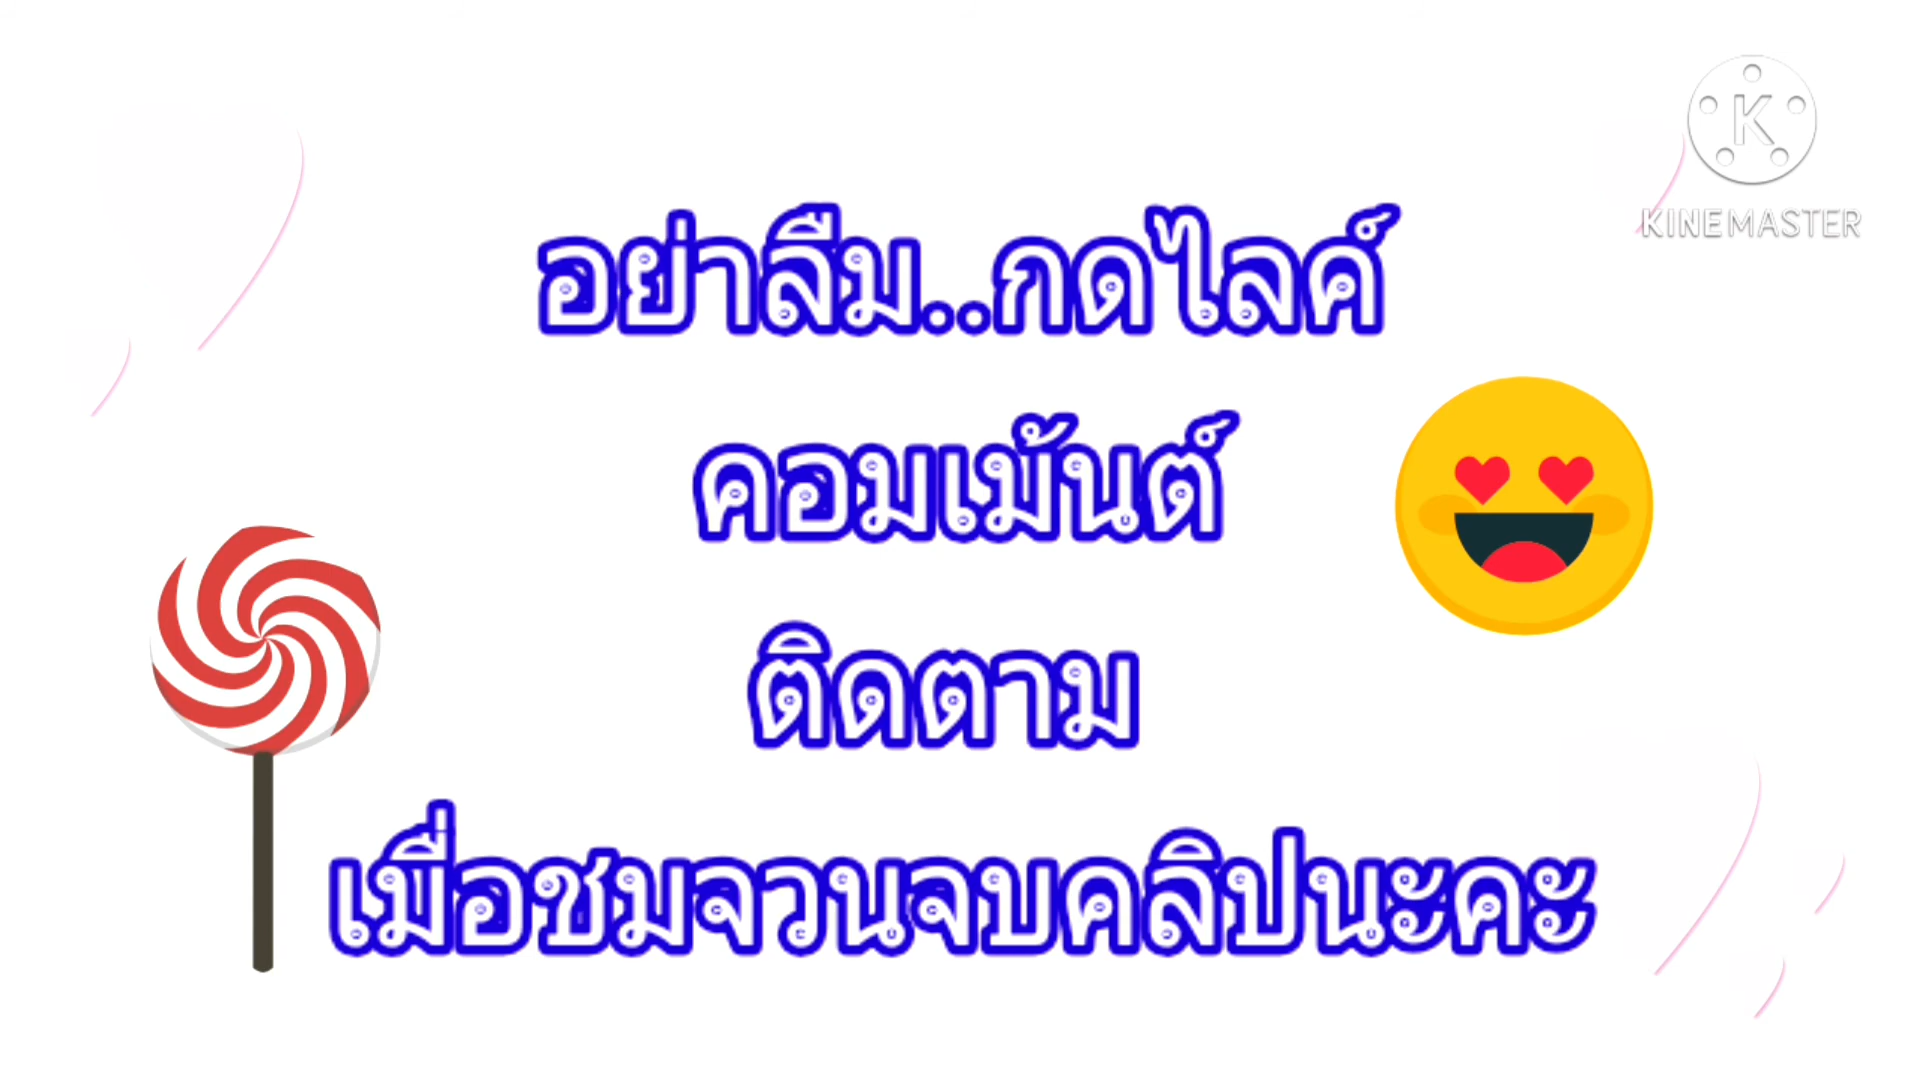 KINEMASTER
อย่าลืม..กดไลค์
คอมเม้นต์
ติดตาม
เมื่อชมจวนจบคลิปนะคะ